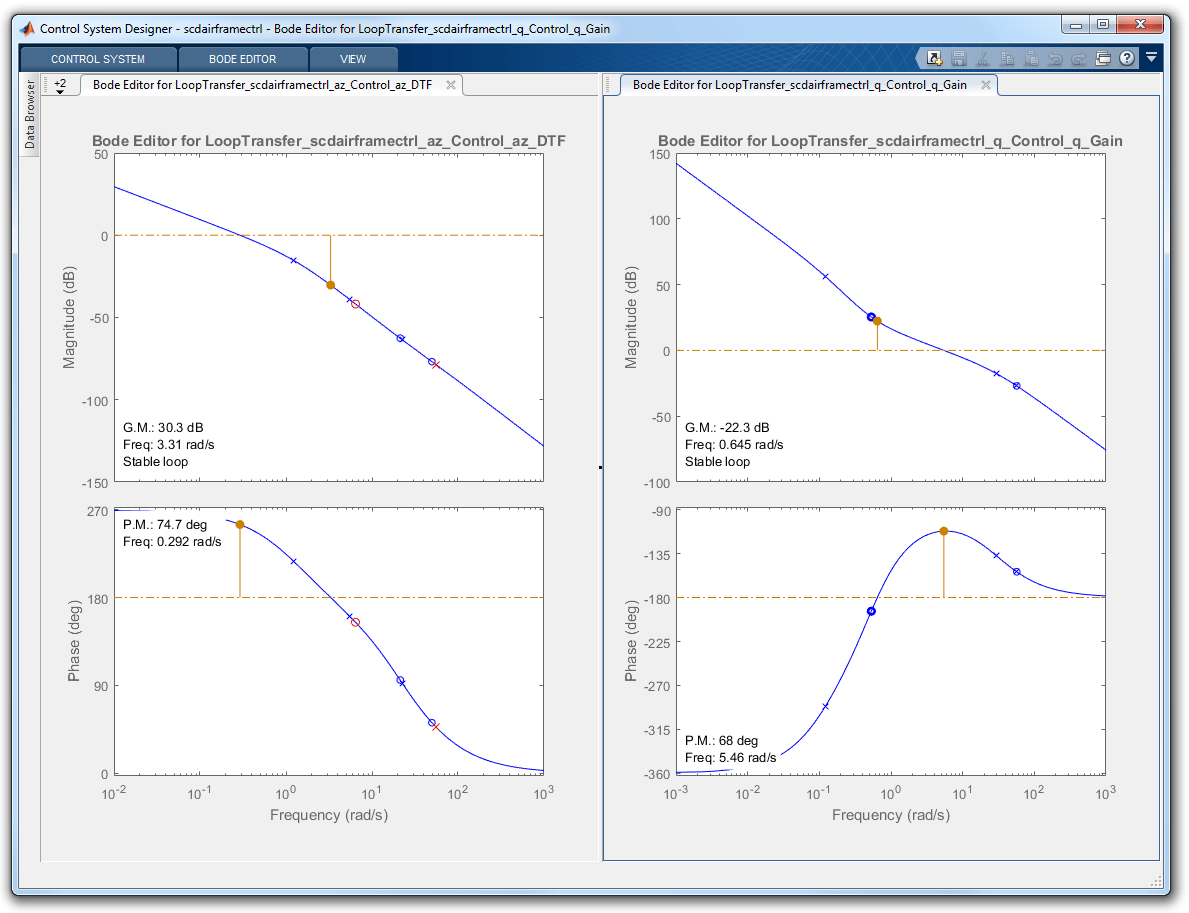 Control System Designer - scdairframectrl - Bode Editor for LoopTransfer_scdairframectrl_q_Control_q_Gain
CONTROL SYSTEM BODE EDITOR VIEW
Data Browser
+2
Bode Editor for LoopTransfer_scdairframectrl_az_Control_az_DTF
Bode Editor for LoopTransfer_scdairframectrl_az_Control_az_DTF
50
0
-50
-100
-150
Magnitude (dB)
G.M.: 30.3 dB
Freq: 3.31 rad/s
Stable loop
270
180
90
0
Phase (deg)
P.M.: 74.7 deg
Freq: 0.292 rad/s
10^-2 10^-1 10^0 10^1 10^2 10^3
Frequency (rad/s)
Bode Editor for LoopTransfer_scdairframectrl_q_Control_q_Gain
Bode Editor for LoopTransfer_scdairframectrl_q_Control_q_Gain
150
100
50
0
-50
-100
Magnitude (dB)
G.M.: -22.3 dB
Freq: 0.645 rad/s
Stable loop
-90
-135
-180
-225
-270
-315
-360
Phase (deg)
P.M.: 68 deg
Freq: 5.46 rad/s
10^-3 10^-2 10^-1 10^0 10^1 10^2 10^3
Frequency (rad/s)